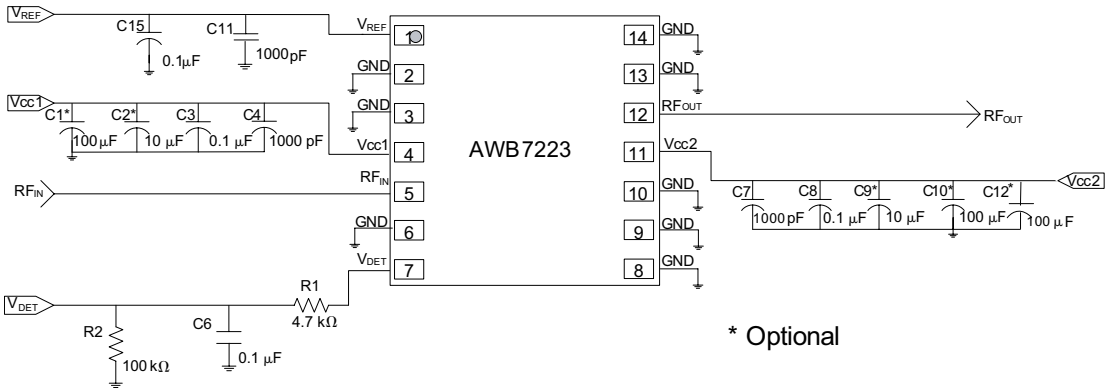 VREF
C15
0.1µF
C11
1000pF
VREF
1
GND
2
GND
3
Vcc1
C1*
100µF
C2*
10 µF
C3
0.1 µF
C4
1000 pF
Vcc1
4
RFIN
RFIN
5
GND
6
VDET
7
AWB7223
14
GND
13
GND
12
RFOUT
RFOUT
11
Vcc2
10
GND
9
GND
8
GND
Vcc2
C7
1000pF
C8
0.1 µF
C9*
10 µF
C10*
100 µF
C12*
100 µF
VDET
R2
100kΩ
C6
0.1 µF
R1
4.7 kΩ
* Optional